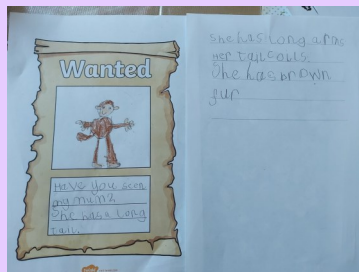 Wanted
Have you seen
my mum?
She has a long
tail.
She has long arms
Her tail coils.
She has brown
fur